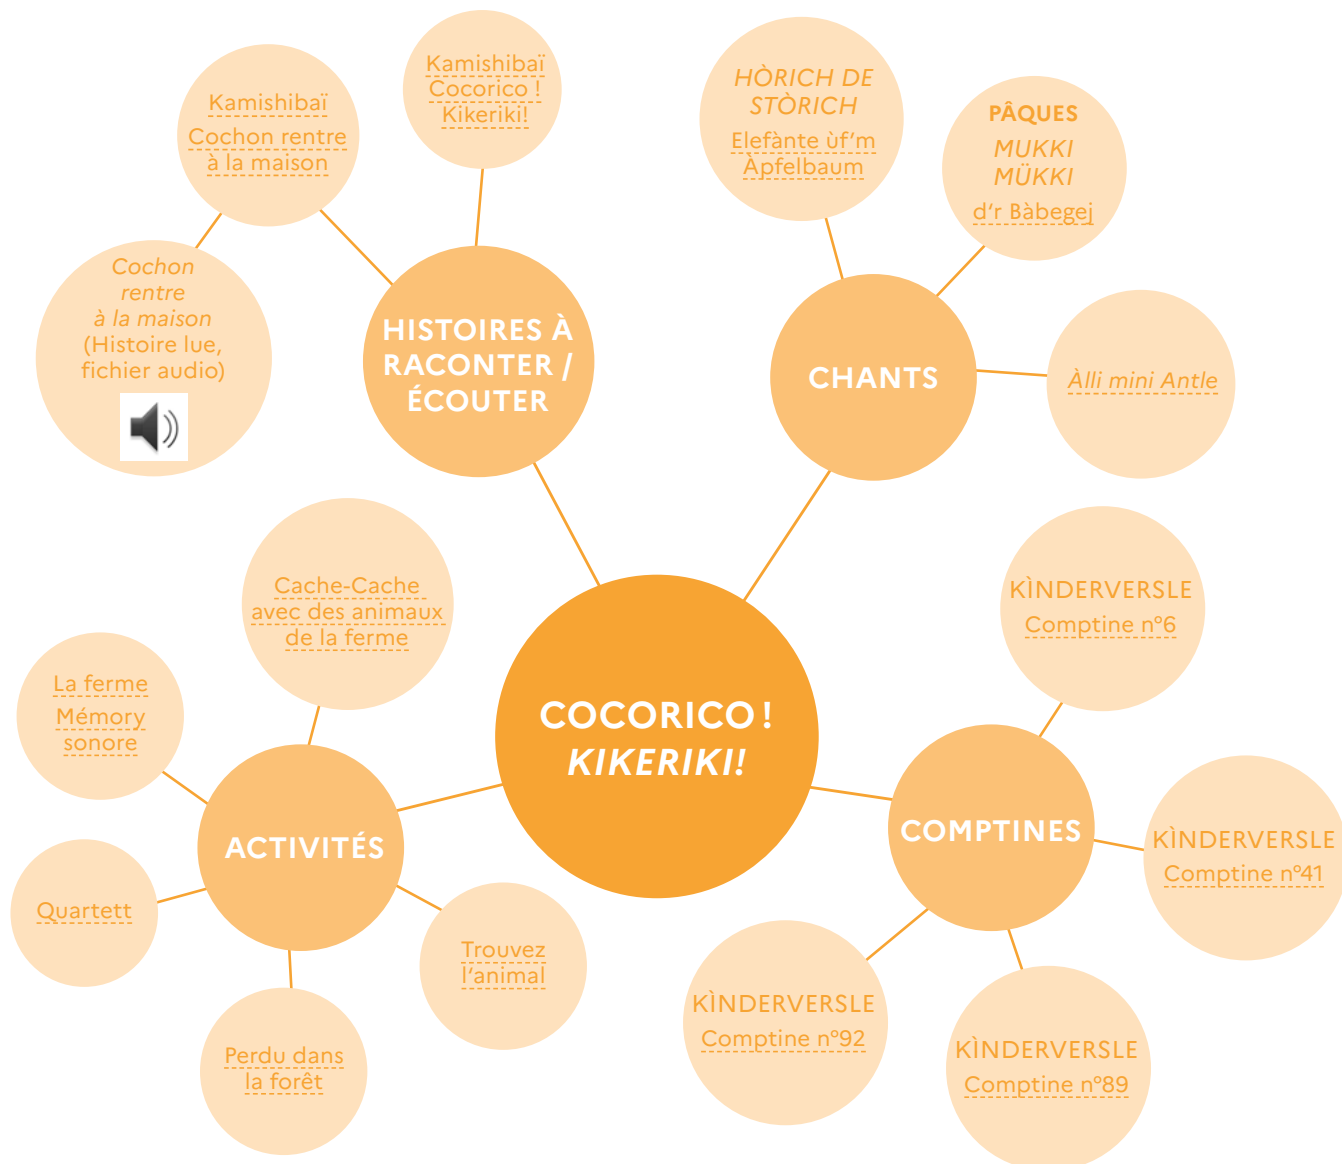 Kamishibaï
Cocorico !
Kikeriki!
Kamishibaï
Cochon rentre
à la maison
Cochon
rentre
à la maison
(Histoire lue,
fichier audio)
HISTOIRES À
RACONTER /
ÉCOUTER
HÒRICH DE
STÒRICH
Elefànte ùf’m
Àpfelbaum
PÂQUES
MUKKI
MÜKKI
d’r Bàbegej
CHANTS
Àlli mini Antle
Cache-Cache
avec des animaux
de la ferme
La ferme
Mémory
sonore
ACTIVITÉS
Quartett
Perdu dans
la forêt
Trouvez
l’animal
COCORICO !
KIKERIKI!
KÌNDERVERSLE
Comptine n°6
COMPTINES
KÌNDERVERSLE
Comptine n°41
KÌNDERVERSLE
Comptine n°92
KÌNDERVERSLE
Comptine n°89